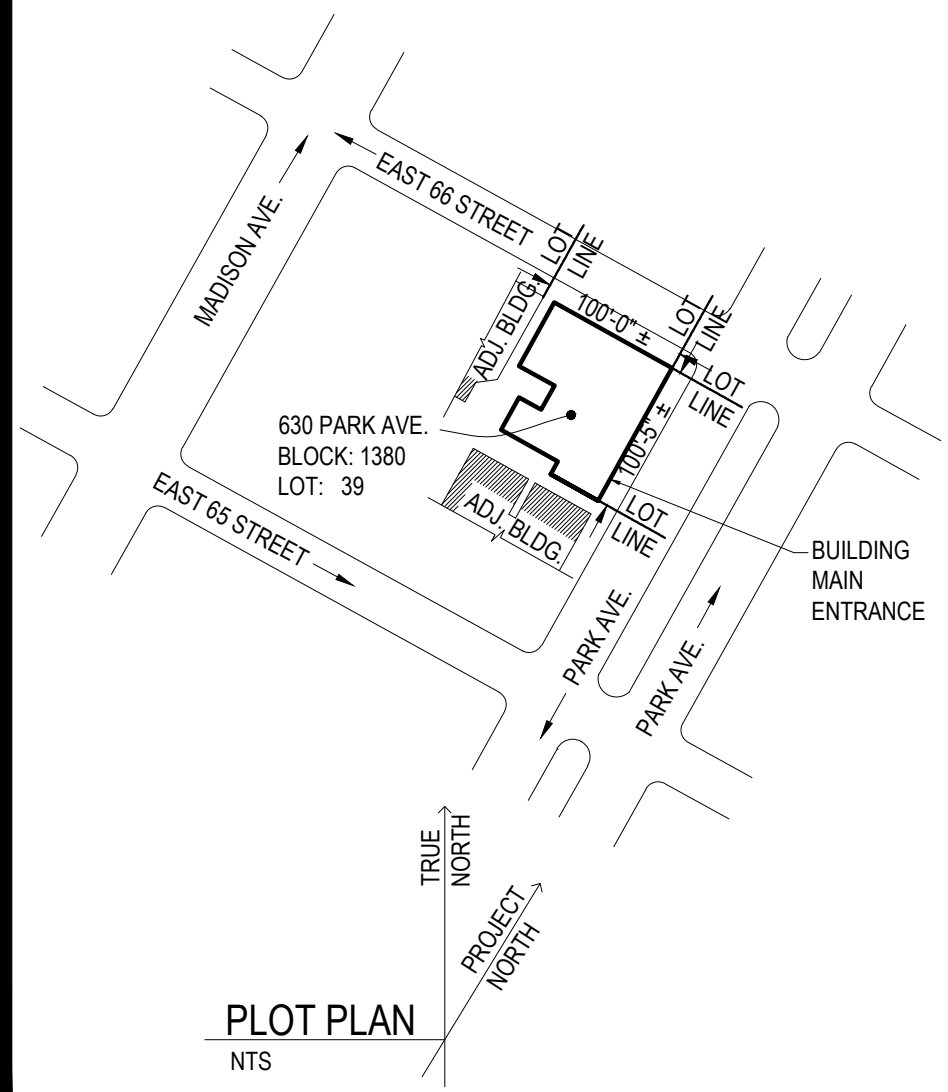 EAST 66 STREET
MADISON AVE.
LOT
LINE
ADJ. BLDG.
100'-0" ±
LOT
LINE
LOT
LINE
100'-5" ±
630 PARK AVE.
BLOCK: 1380
LOT: 39
EAST 65 STREET
ADJ. BLDG.
LOT
LINE
BUILDING
MAIN
ENTRANCE
PARK AVE.
PARK AVE.
TRUE
NORTH
PROJECT
NORTH
PLOT PLAN
NTS